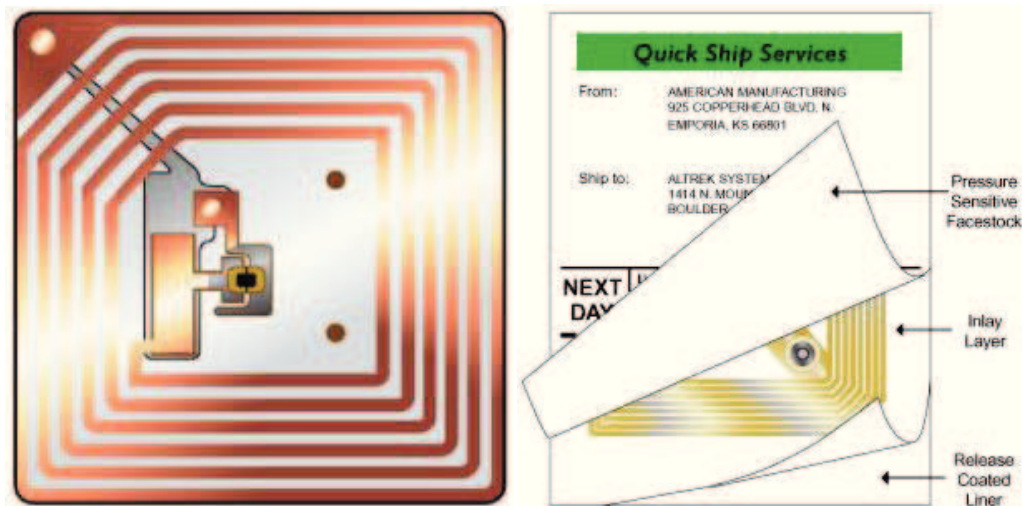 Quick Ship Services
From:
AMERICAN MANUFACTURING
925 COPPERHEAD BLVD. N.
EMPORIA, KS 66801
Ship to:
ALTREK SYSTEM
1414 N. MOUN
BOULDER
Pressure
Sensitive
Facestock
NEXT
DAY
Inlay
Layer
Release
Coated
Liner